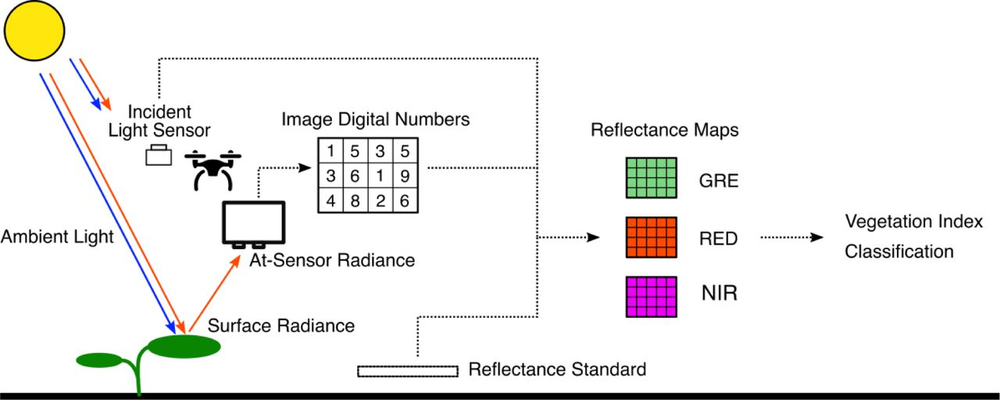 Incident
Light Sensor
Image Digital Numbers
1 5 3 5
3 6 1 9
4 8 2 6
Ambient Light
At-Sensor Radiance
Surface Radiance
Reflectance Standard
Reflectance Maps
GRE
RED
NIR
Vegetation Index
Classification